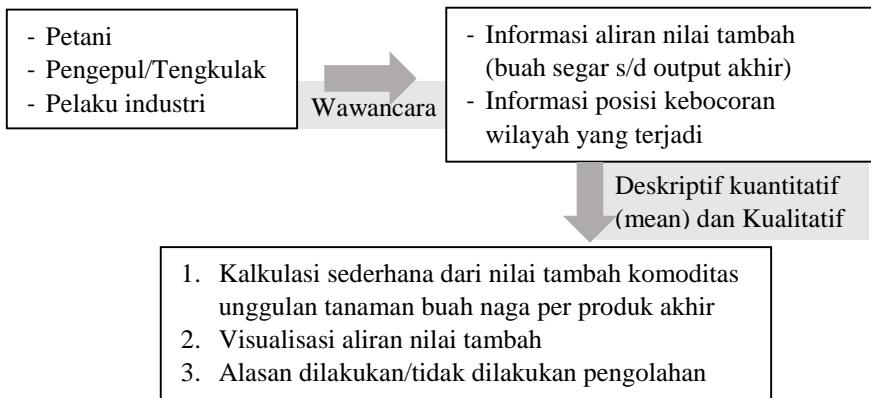 - Petani
- Pengepul/Tengkulak
- Pelaku industri
Wawancara
- Informasi aliran nilai tambah
(buah segar s/d output akhir)
- Informasi posisi kebocoran
wilayah yang terjadi
Deskriptif kuantitatif
(mean) dan Kualitatif
1. Kalkulasi sederhana dari nilai tambah komoditas
unggulan tanaman buah naga per produk akhir
2. Visualisasi aliran nilai tambah
3. Alasan dilakukan/tidak dilakukan pengolahan